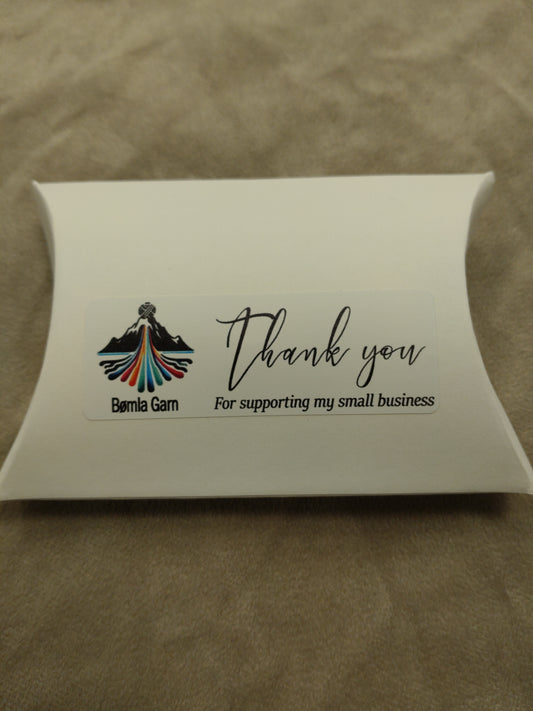 Thank you
Bømla Garn
For supporting my small business